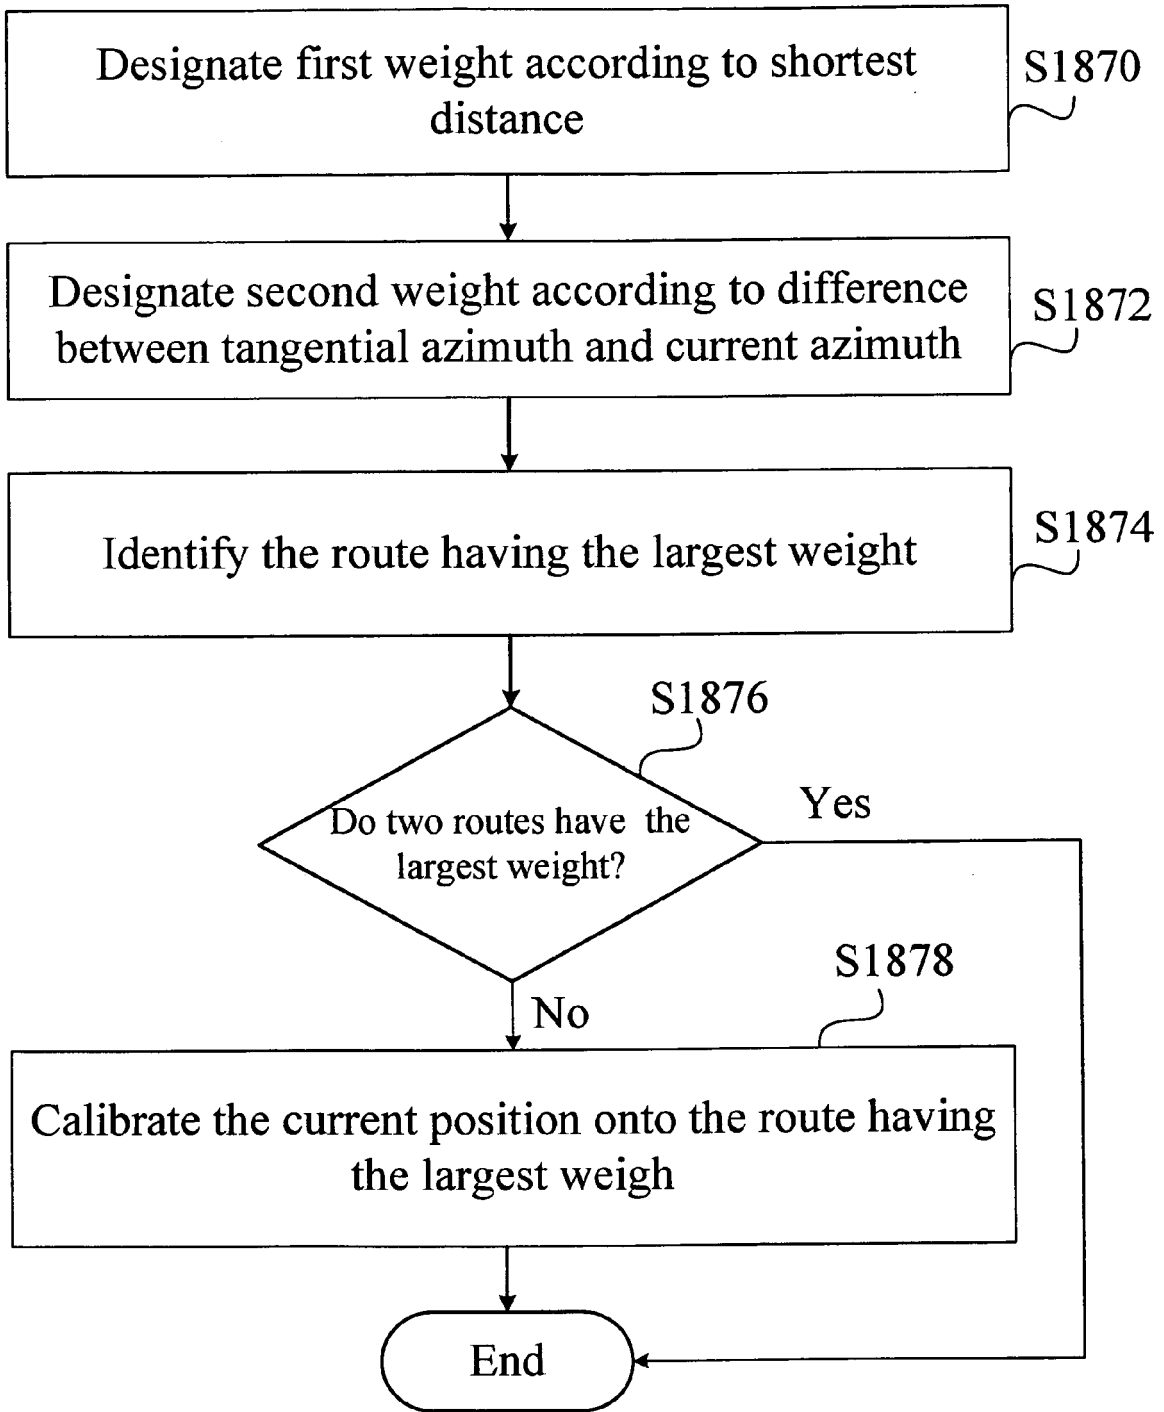 Designate first weight according to shortest
distance
S1870
Designate second weight according to difference
between tangential azimuth and current azimuth
S1872
Identify the route having the largest weight
S1874
S1876
Do two routes have the
largest weight?
Yes
No
S1878
Calibrate the current position onto the route having
the largest weigh
End